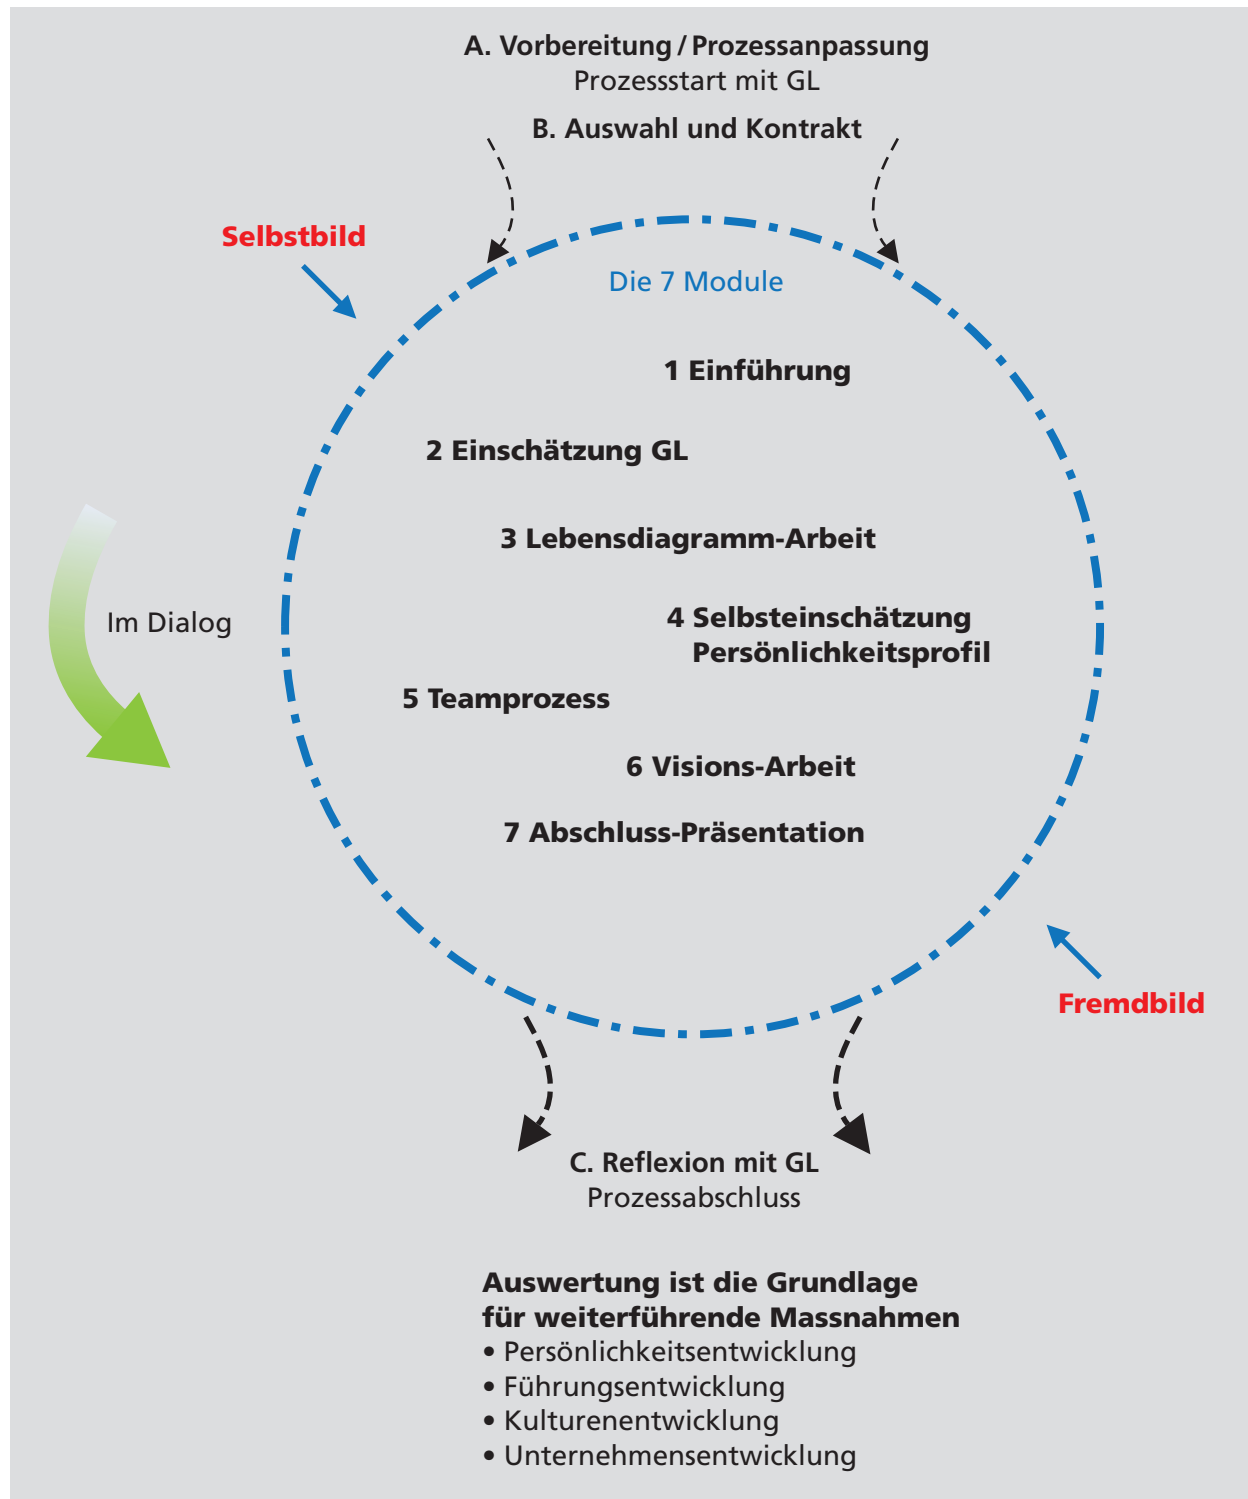 A. Vorbereitung / Prozessanpassung
Prozessstart mit GL
B. Auswahl und Kontrakt
Selbstbild
Die 7 Module
1 Einführung
2 Einschätzung GL
3 Lebensdiagramm-Arbeit
4 Selbsteinschätzung
Persönlichkeitsprofil
Im Dialog
5 Teamprozess
6 Visions-Arbeit
7 Abschluss-Präsentation
Fremdbild
C. Reflexion mit GL
Prozessabschluss
Auswertung ist die Grundlage
für weiterführende Massnahmen
• Persönlichkeitsentwicklung
• Führungsentwicklung
• Kulturenentwicklung
• Unternehmensentwicklung